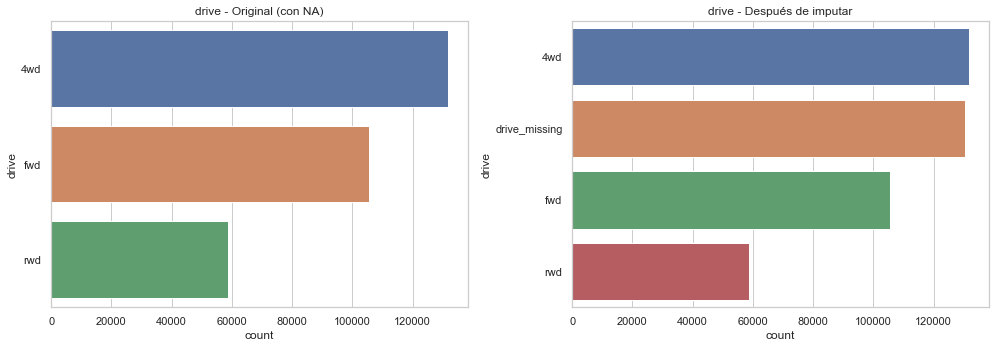 drive - Original (con NA)
drive
4wd
fwd
rwd
0 20000 40000 60000 80000 100000 120000
count
drive - Después de imputar
drive
4wd
drive_missing
fwd
rwd
0 20000 40000 60000 80000 100000 120000
count